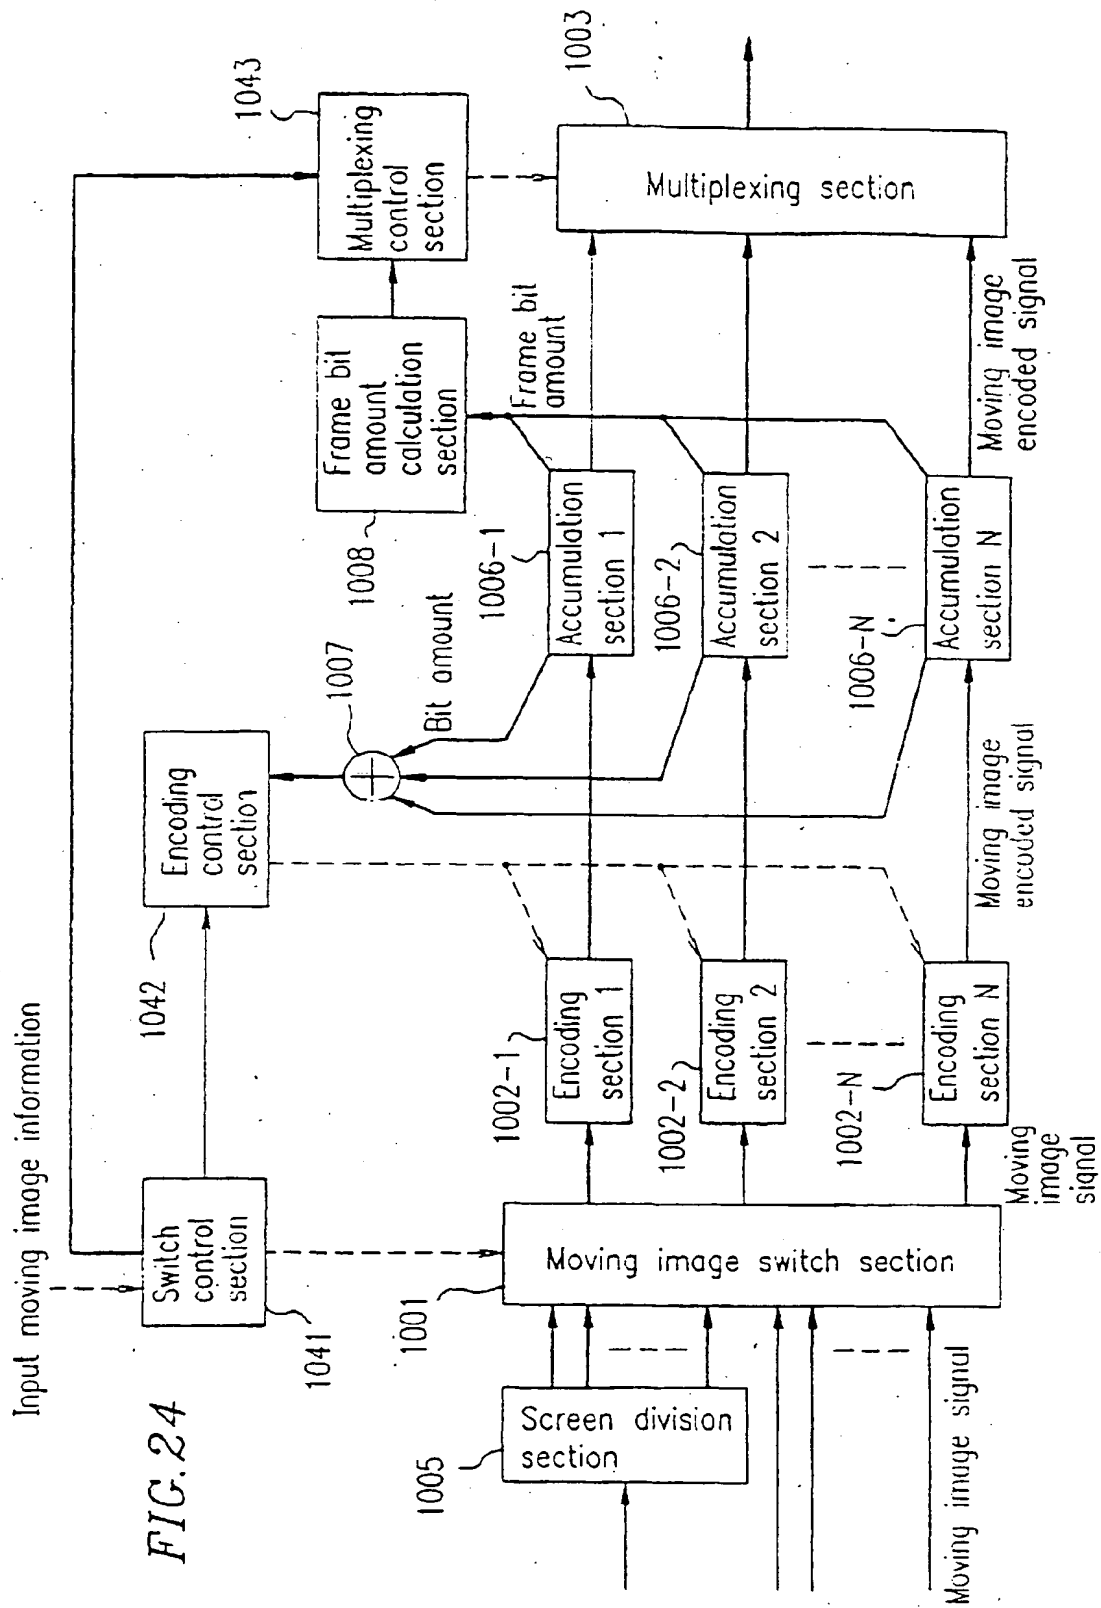 FIG.24
Input moving image information
Switch
control
section
1041
1042
Encoding
control
section
1007
Bit amount
1008
Frame bit
amount
calculation
section
Frame bit
amount
1043
Multiplexing
control
section
1003
Multiplexing section
1005
Screen division
section
1001
Moving image switch section
Moving image signal
1002-1
Encoding
section 1
1002-2
Encoding
section 2
1002-N
Encoding
section N
Moving
image
signal
1006-1
Accumulation
section 1
1006-2
Accumulation
section 2
1006-N
Accumulation
section N
Moving image
encoded signal
Moving image
encoded signal